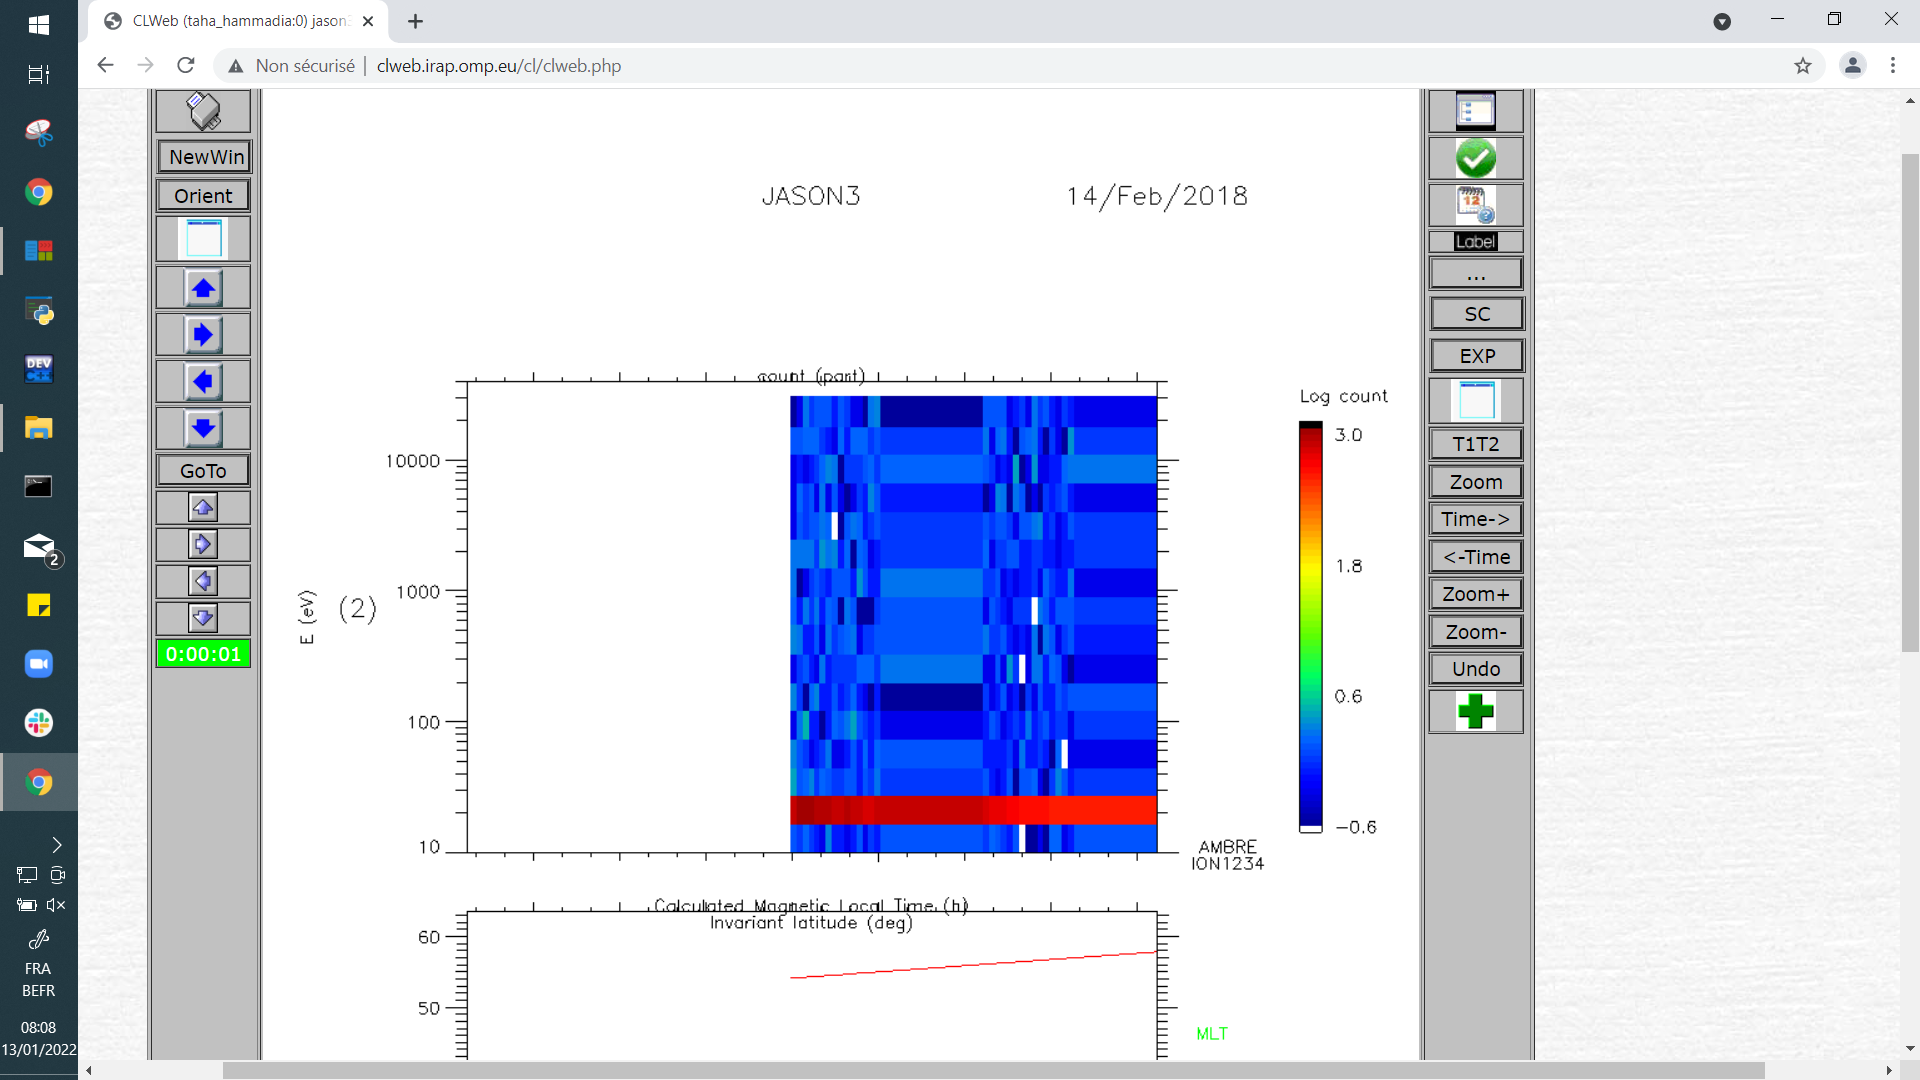 CLWeb (taha_hammadia:0) jason3
Non sécurisé
clweb.irap.omp.eu/cl/clweb.php
NewWin
Orient
GoTo
0:00:01
JASON3 14/Feb/2018
count (part)
10000
1000
100
10
E (eV)
(2)
Log count
3.0
1.8
0.6
−0.6
AMBRE
ION1234
Calculated Magnetic Local Time (h)
Invariant latitude (deg)
60
50
MLT
12
Label
...
SC
EXP
T1T2
Zoom
Time->
<-Time
Zoom+
Zoom-
Undo
DEV
C++
2
FRA
BEFR
08:08
13/01/2022